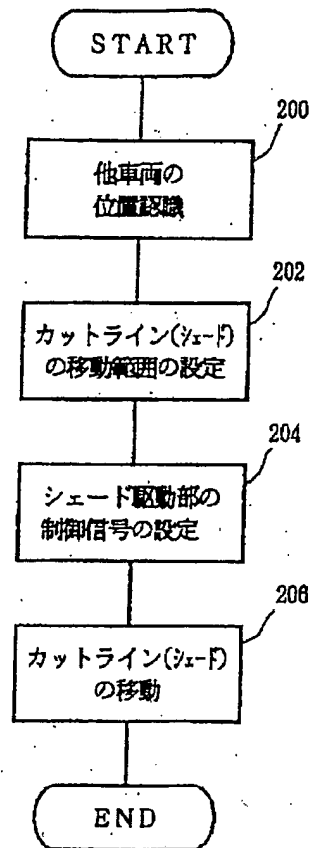 START
200
他車両の
位置認識
202
カットライン(シェード)
の移動範囲の設定
204
シェード駆動部の
制御信号の設定
206
カットライン(シェード)
の移動
END